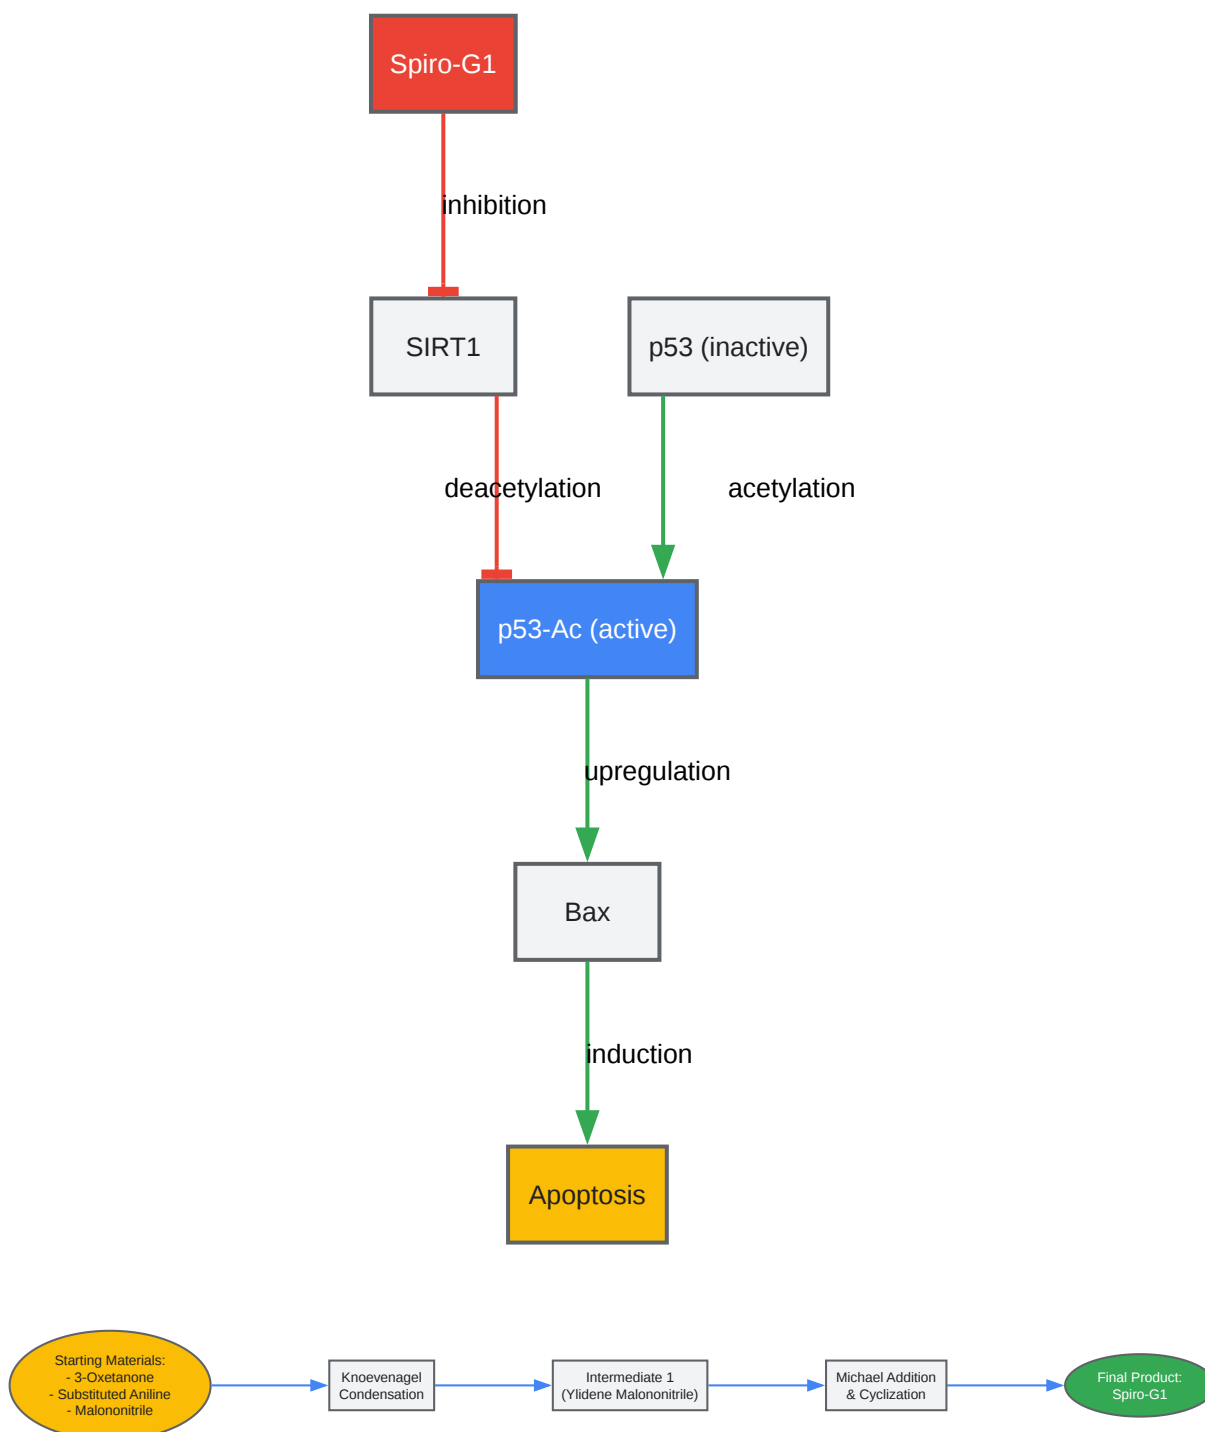 Spiro-G1
inhibition
SIRT1
p53 (inactive)
deacetylation
acetylation
p53-Ac (active)
upregulation
Bax
induction
Apoptosis
Starting Materials:
- 3-Oxetanone
- Substituted Aniline
- Malononitrile
Knoevenagel
Condensation
Intermediate 1
(Ylidene Malononitrile)
Michael Addition
& Cyclization
Final Product:
Spiro-G1